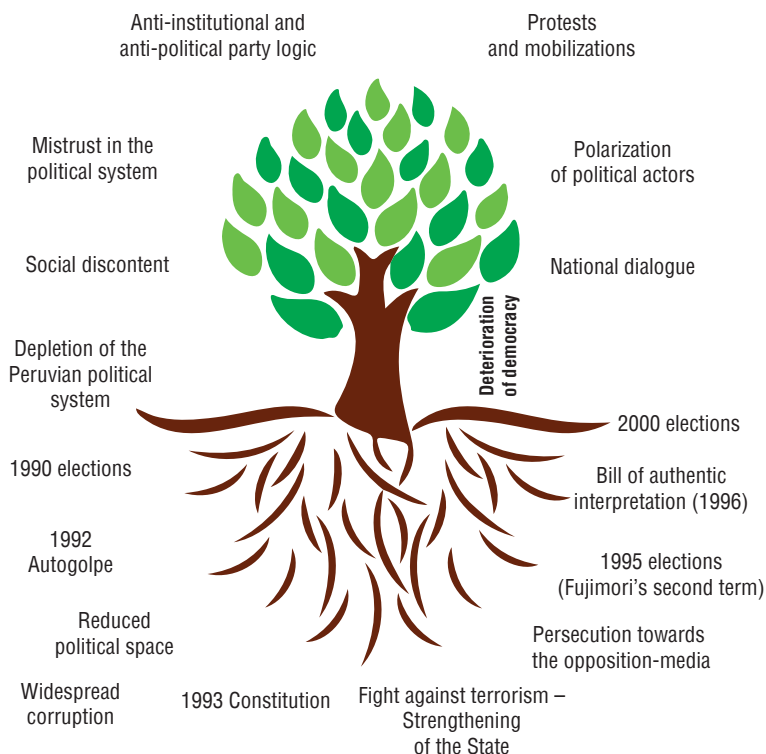 Anti-institutional and
anti-political party logic
Protests
and mobilizations
Mistrust in the
political system
Polarization
of political actors
Social discontent
National dialogue
Deterioration
of democracy
Depletion of the
Peruvian political
system
2000 elections
1990 elections
Bill of authentic
interpretation (1996)
1992
Autogolpe
1995 elections
(Fujimori’s second term)
Reduced
political space
Persecution towards
the opposition-media
Widespread
corruption
1993 Constitution
Fight against terrorism –
Strengthening
of the State